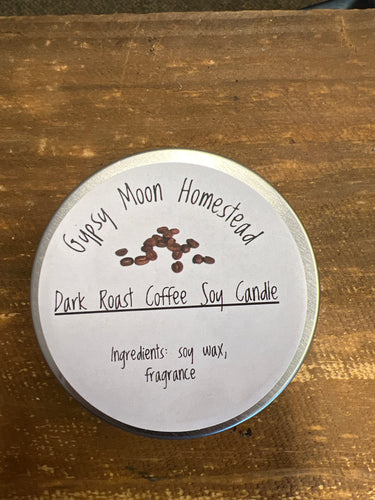 Gypsy Moon Homestead
Dark Roast Coffee Soy Candle
Ingredients: soy wax,
fragrance